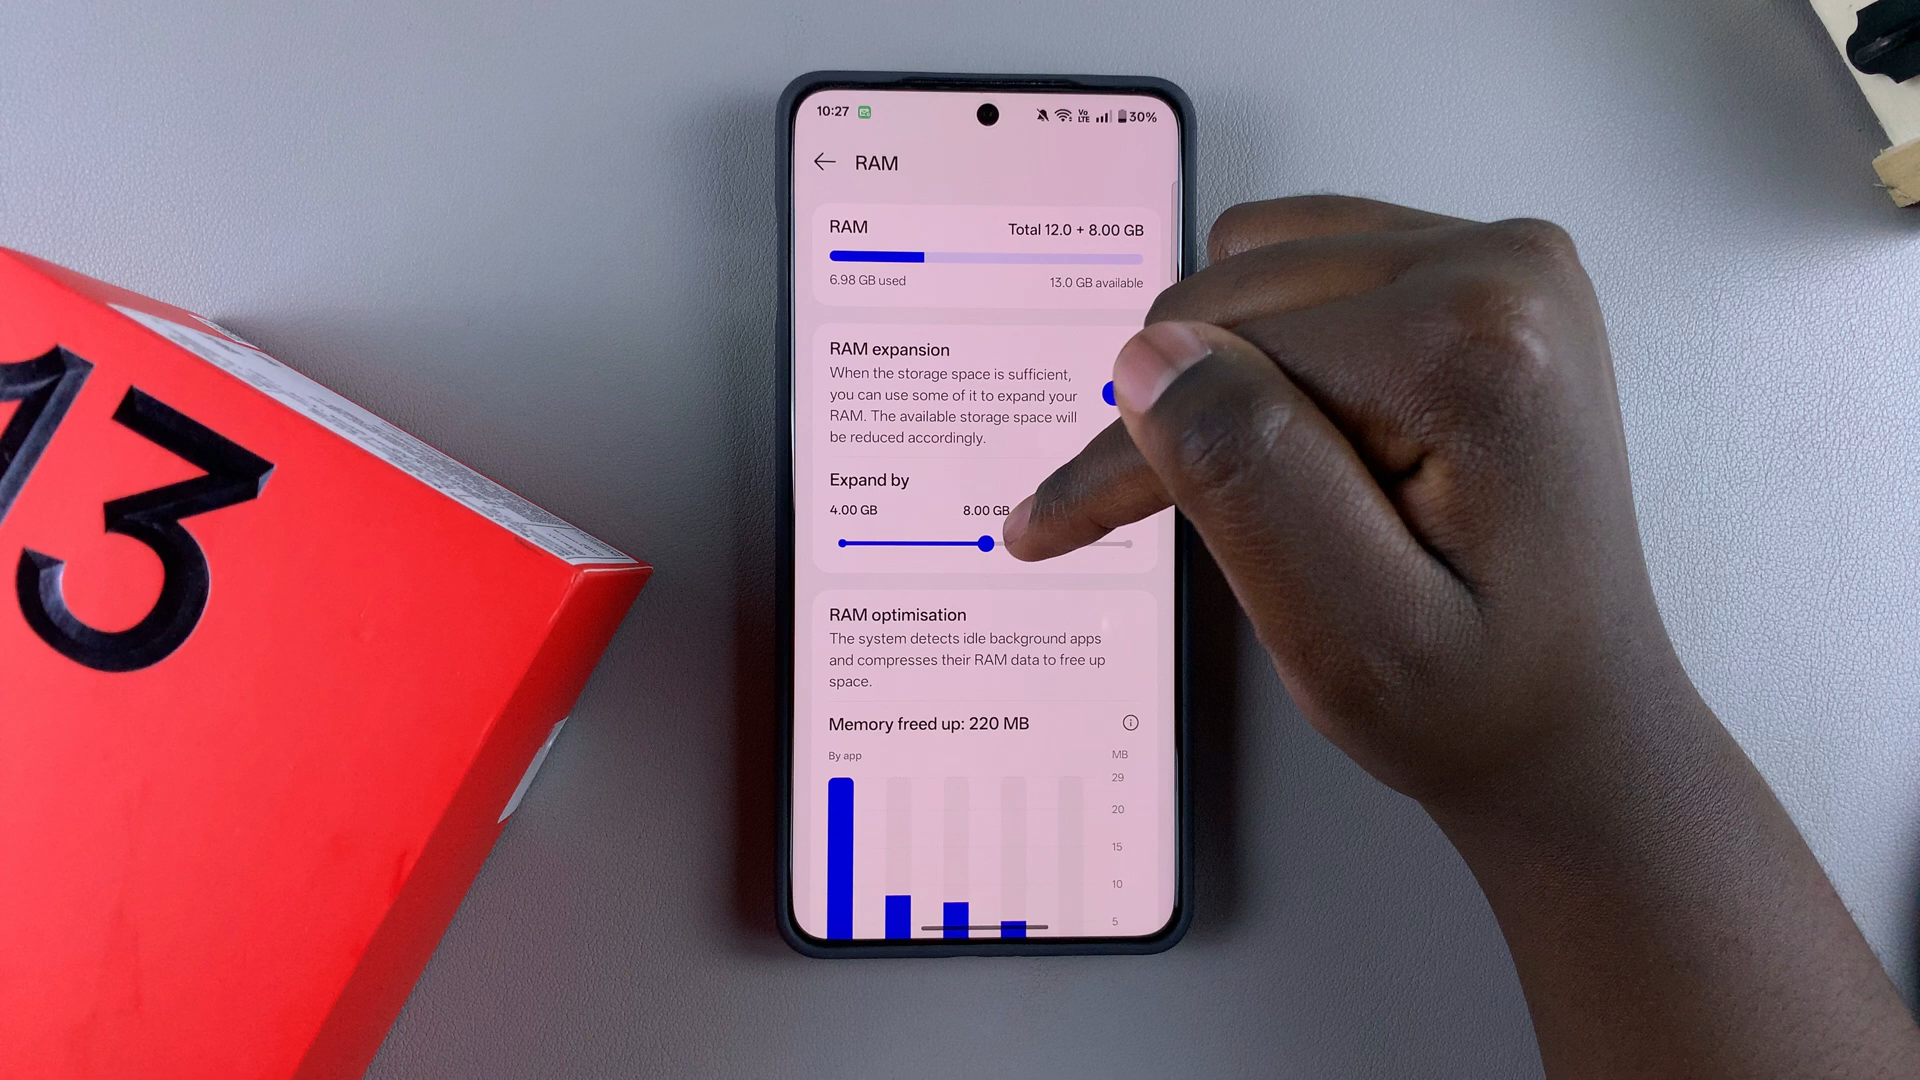 13
10:27
Vo
LTE
30%
RAM
RAM
Total 12.0 + 8.00 GB
6.98 GB used
13.0 GB available
RAM expansion
When the storage space is sufficient,
you can use some of it to expand your
RAM. The available storage space will
be reduced accordingly.
Expand by
4.00 GB
8.00 GB
RAM optimisation
The system detects idle background apps
and compresses their RAM data to free up
space.
Memory freed up: 220 MB
By app
MB
29
20
15
10
5